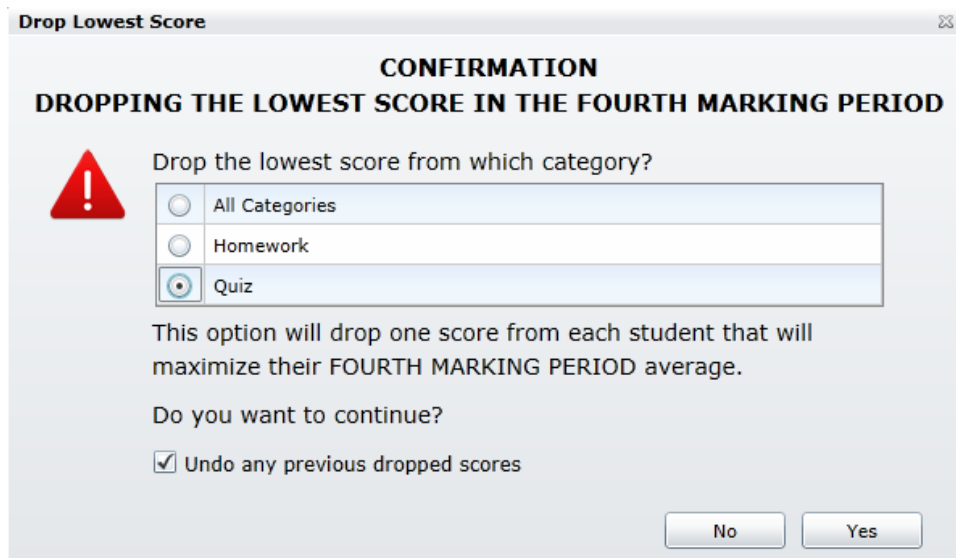 Drop Lowest Score
CONFIRMATION
DROPPING THE LOWEST SCORE IN THE FOURTH MARKING PERIOD
Drop the lowest score from which category?
All Categories
Homework
Quiz
This option will drop one score from each student that will
maximize their FOURTH MARKING PERIOD average.
Do you want to continue?
Undo any previous dropped scores
No
Yes